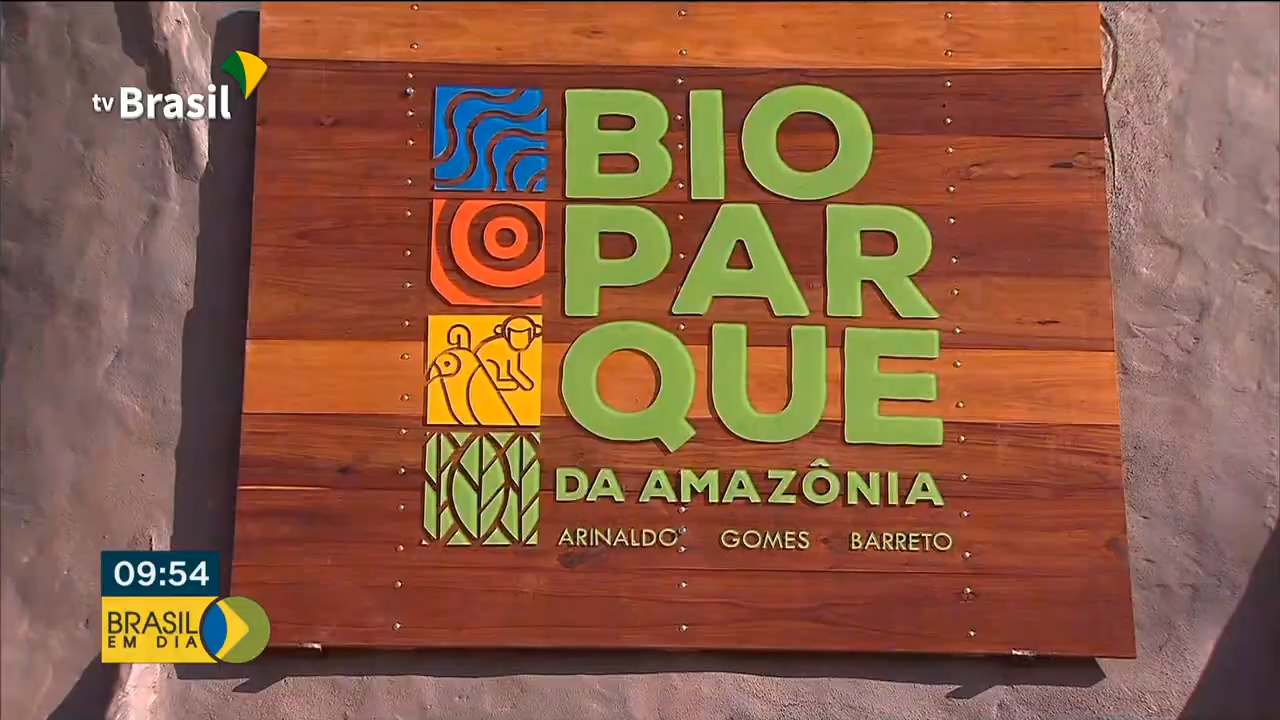 tv Brasil
BIO
PAR
QUE
DA AMAZÔNIA
ARINALDO GOMES BARRETO
09:54
BRASIL
EM DIA